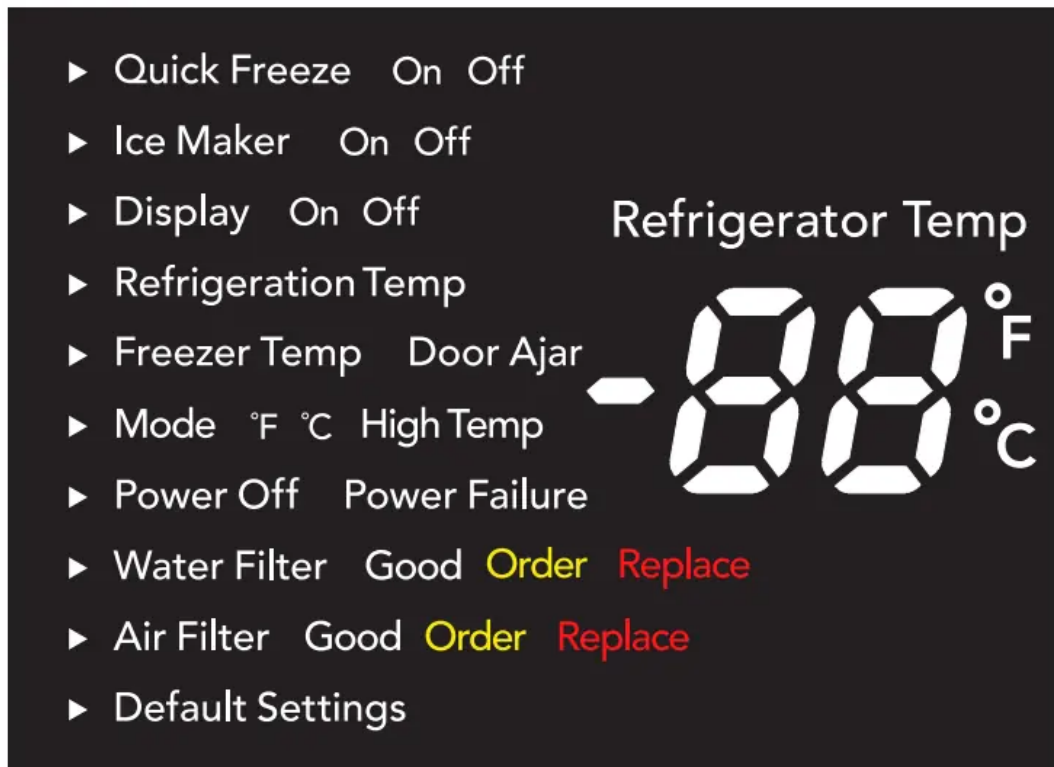 ▶ Quick Freeze On Off
▶ Ice Maker On Off
▶ Display On Off
Refrigerator Temp
▶ Refrigeration Temp
▶ Freezer Temp Door Ajar
-88 °F °C
▶ Mode °F °C High Temp
▶ Power Off Power Failure
▶ Water Filter Good Order Replace
▶ Air Filter Good Order Replace
▶ Default Settings